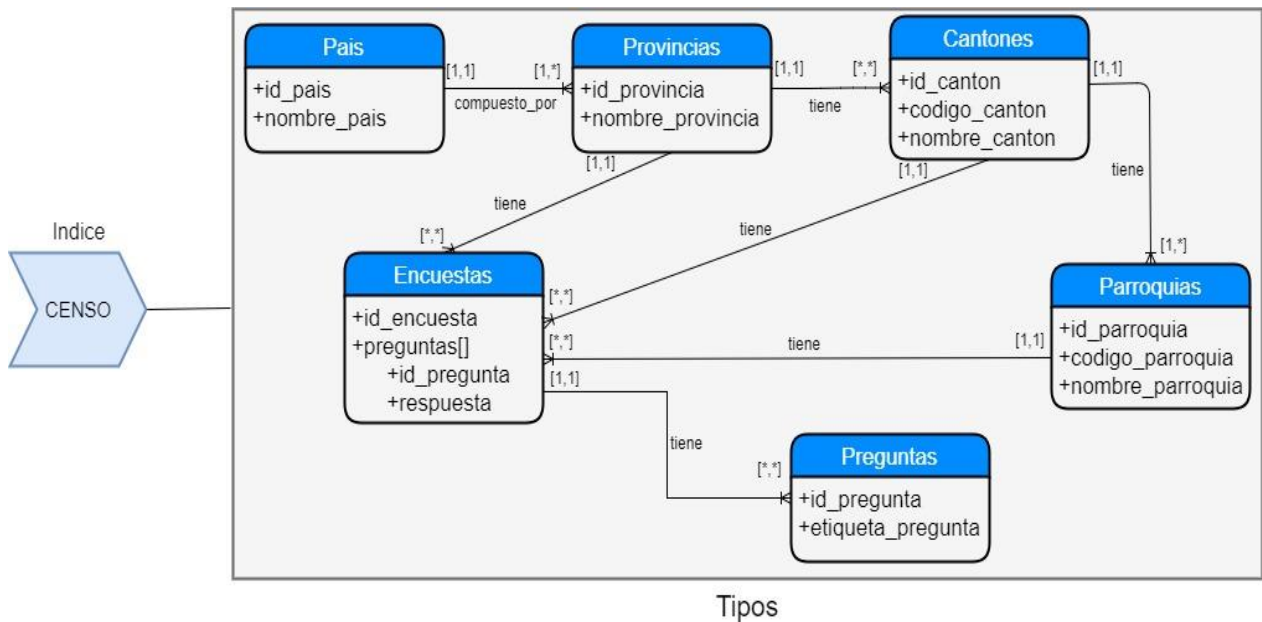 Pais
+id_pais
+nombre_pais
[1,1]
[1,*]
compuesto_por
Provincias
+id_provincia
+nombre_provincia
[1,1]
[*,*]
tiene
Cantones
+id_canton
+codigo_canton
+nombre_canton
[1,1]
[1,1]
tiene
[*,*]
[1,1]
tiene
[*,*]
tiene
[1,*]
Indice
CENSO
Encuestas
+id_encuesta
+preguntas[]
+id_pregunta
+respuesta
[*,*]
tiene
[1,1]
Parroquias
+id_parroquia
+codigo_parroquia
+nombre_parroquia
[1,1]
tiene
[*,*]
Preguntas
+id_pregunta
+etiqueta_pregunta
Tipos